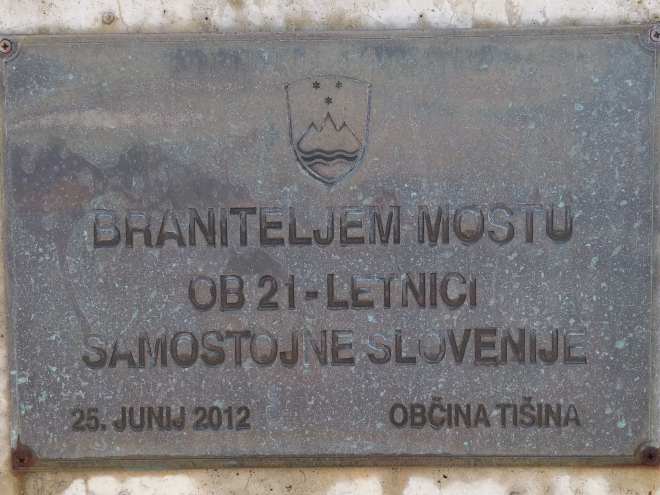 BRANITELJEM MOSTU
OB 21-LETNICI
SAMOSTOJNE SLOVENIJE
25. JUNIJ 2012 OBČINA TIŠINA